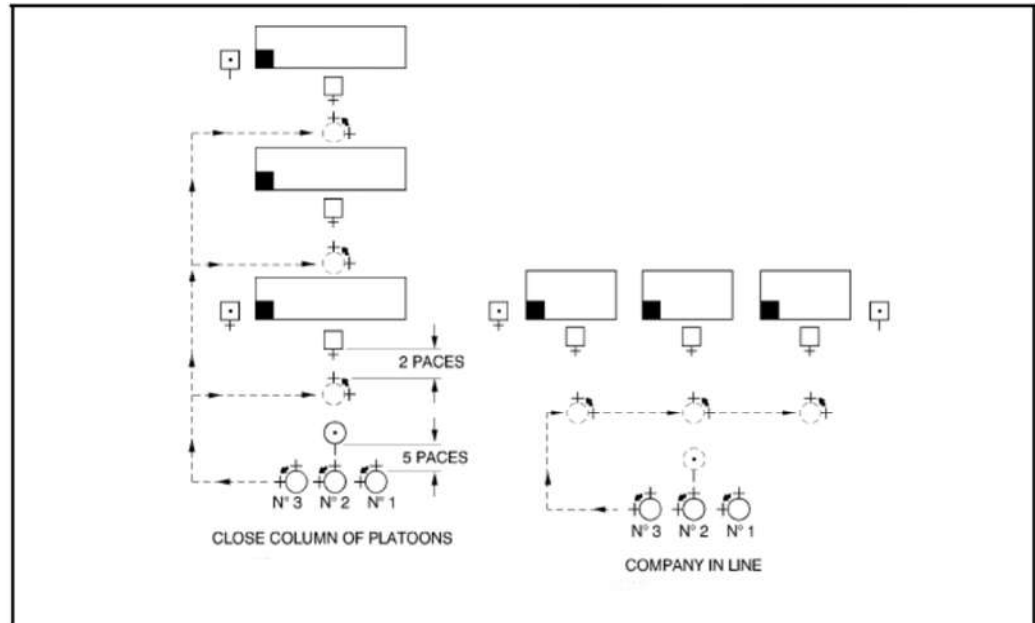 2 PACES
5 PACES
N° 3 N° 2 N° 1
CLOSE COLUMN OF PLATOONS
N° 3 N° 2 N° 1
COMPANY IN LINE